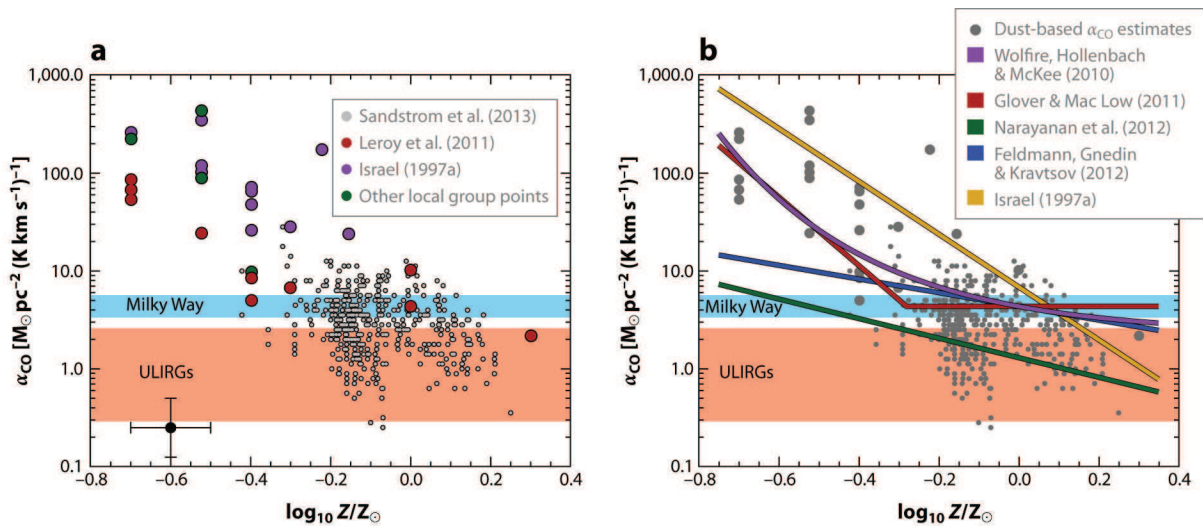 a
1,000.0
100.0
10.0
1.0
0.1
αCO [M⊙ pc−2 (K km s−1)−1]
Sandstrom et al. (2013)
Leroy et al. (2011)
Israel (1997a)
Other local group points
Milky Way
ULIRGs
−0.8 −0.6 −0.4 −0.2 0.0 0.2 0.4
log10 Z/Z⊙
b
1,000.0
100.0
10.0
1.0
0.1
αCO [M⊙ pc−2 (K km s−1)−1]
Dust-based αCO estimates
Wolfire, Hollenbach
& McKee (2010)
Glover & Mac Low (2011)
Narayanan et al. (2012)
Feldmann, Gnedin
& Kravtsov
(2012)
Israel (1997a)
Milky Way
ULIRGs
−0.8 −0.6 −0.4 −0.2 0.0 0.2 0.4
log10 Z/Z⊙